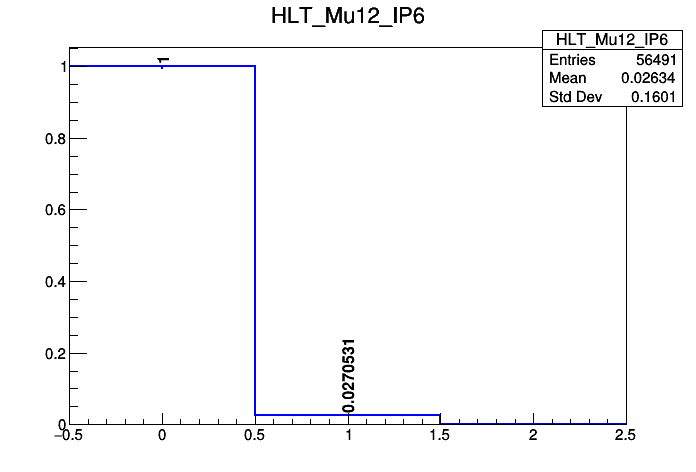 HLT_Mu12_IP6
HLT_Mu12_IP6
Entries 56491
Mean 0.02634
Std Dev 0.1601
1
0.8
0.6
0.4
0.2
0
1
0.0270531
−0.5 0 0.5 1 1.5 2 2.5